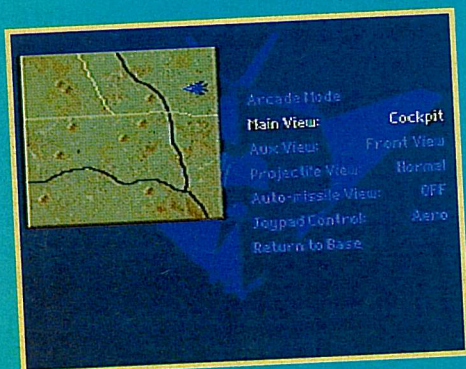 Arcade Mode
Main View: Cockpit
Aux View: Front View
Projectile View: Normal
Auto-missile View: OFF
Joypad Control: Aero
Return to Base